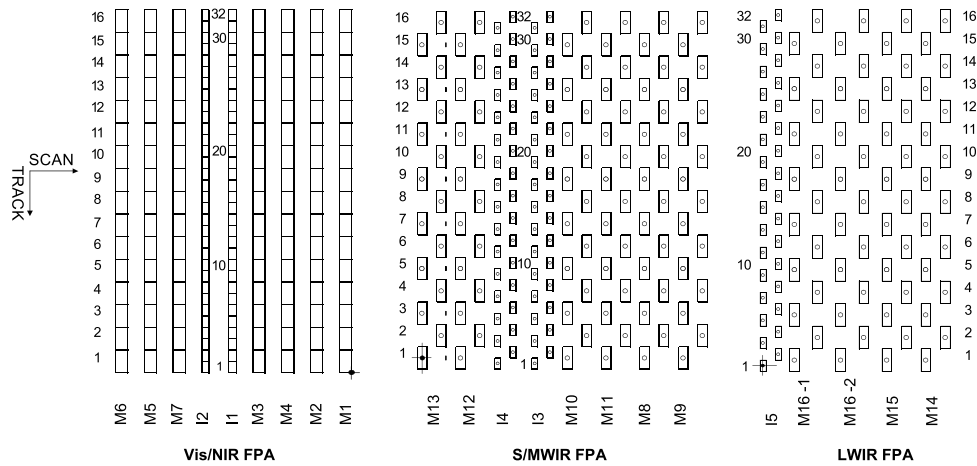 16
15
14
13
12
11
10
9
8
7
6
5
4
3
2
1
32
30
20
10
1
SCAN
TRACK
M6
M5
M7
I2
I1
M3
M4
M2
M1
Vis/NIR FPA
16
15
14
13
12
11
10
9
8
7
6
5
4
3
2
1
32
30
20
10
1
M13
M12
I4
I3
M10
M11
M8
M9
S/MWIR FPA
32
30
20
10
1
16
15
14
13
12
11
10
9
8
7
6
5
4
3
2
1
I5
M16 -1
M16 -2
M15
M14
LWIR FPA